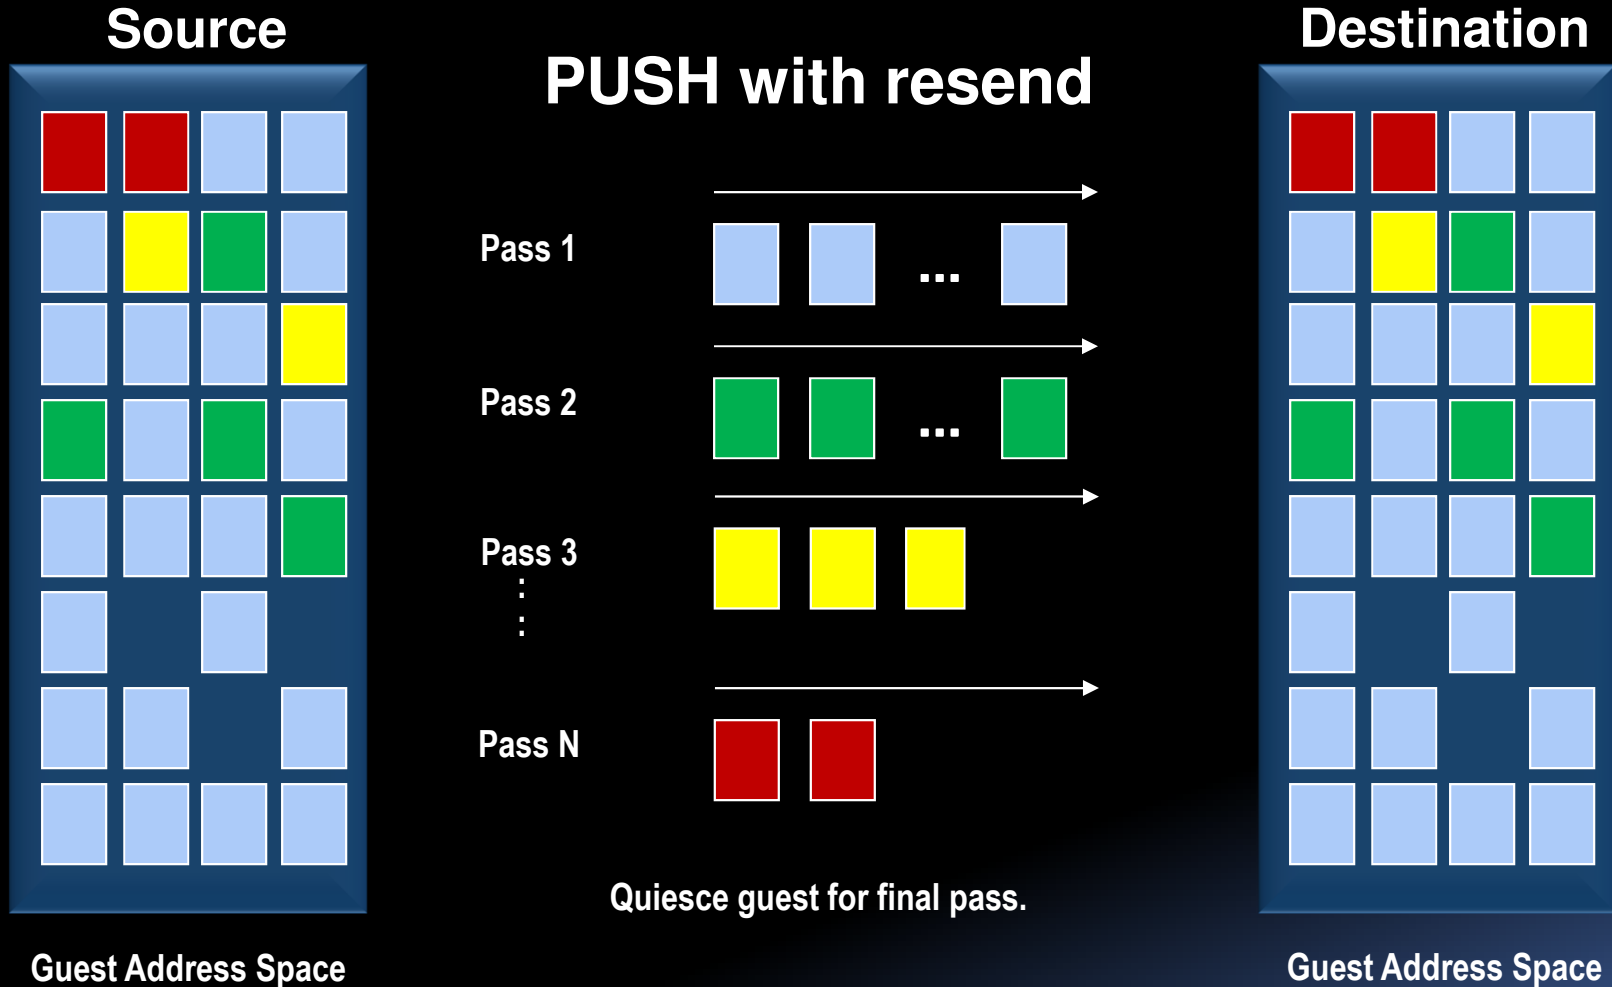 Source
Destination
PUSH with resend
Pass 1
...
Pass 2
...
Pass 3
:
:
Pass N
Quiesce guest for final pass.
Guest Address Space
Guest Address Space